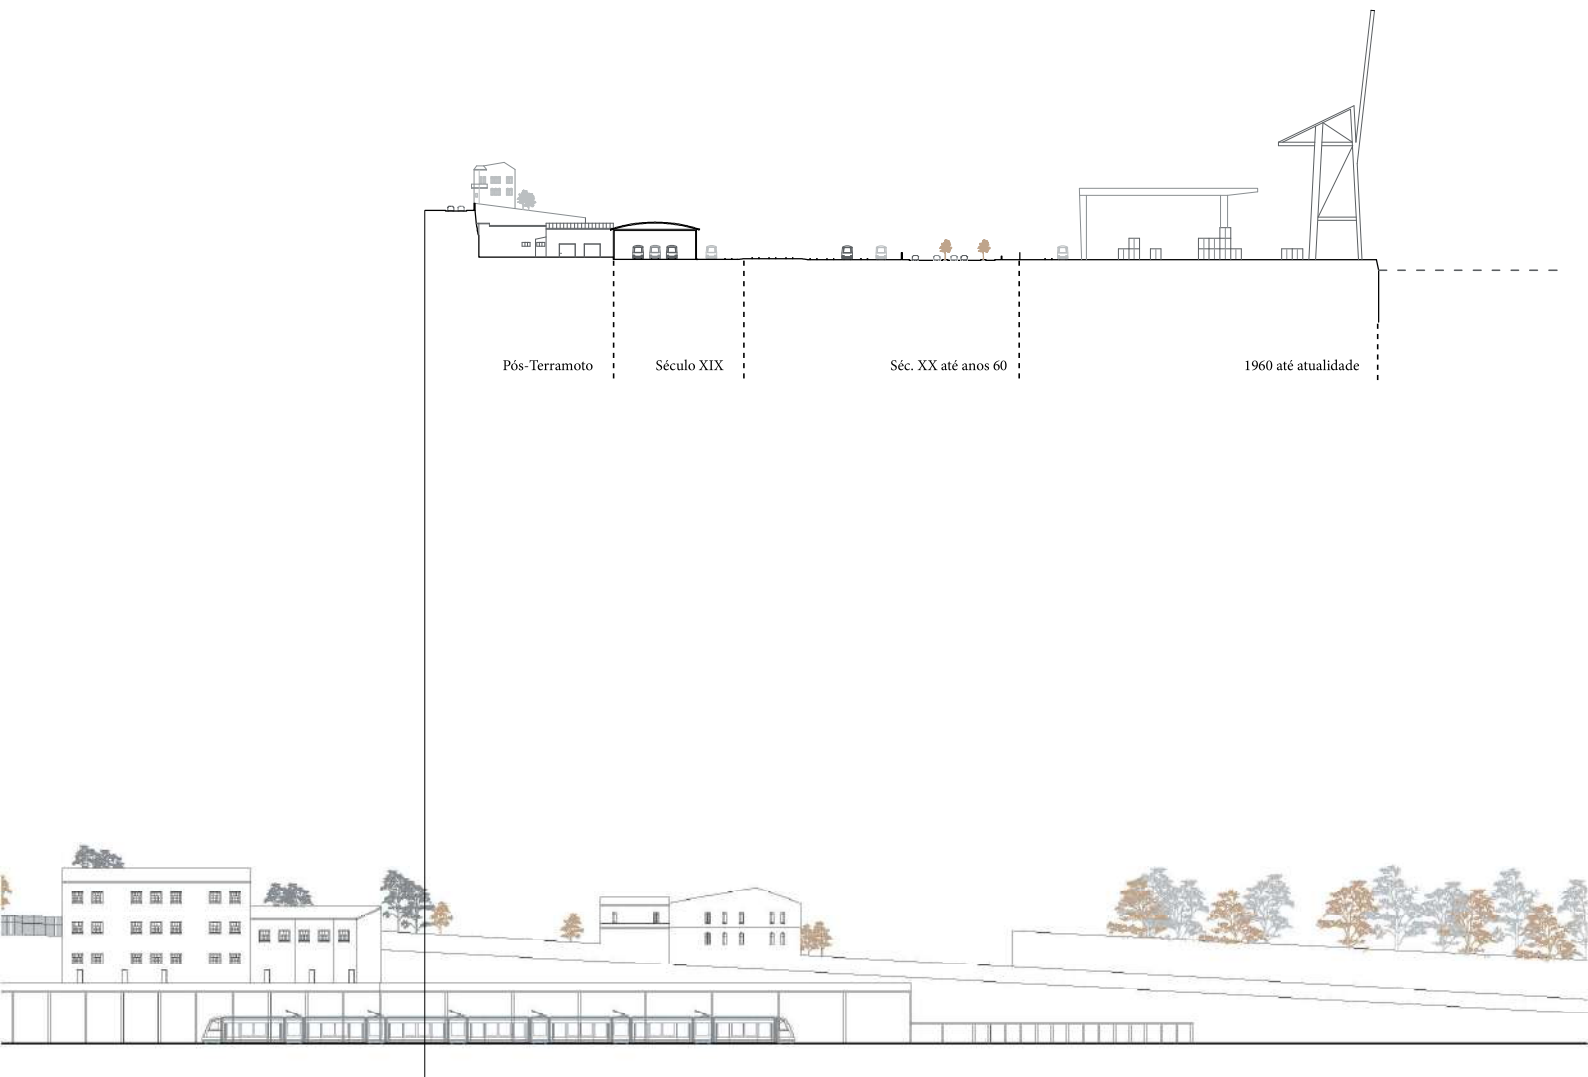 Pós-Terramoto
Século XIX
Séc. XX até anos 60
1960 até atualidade